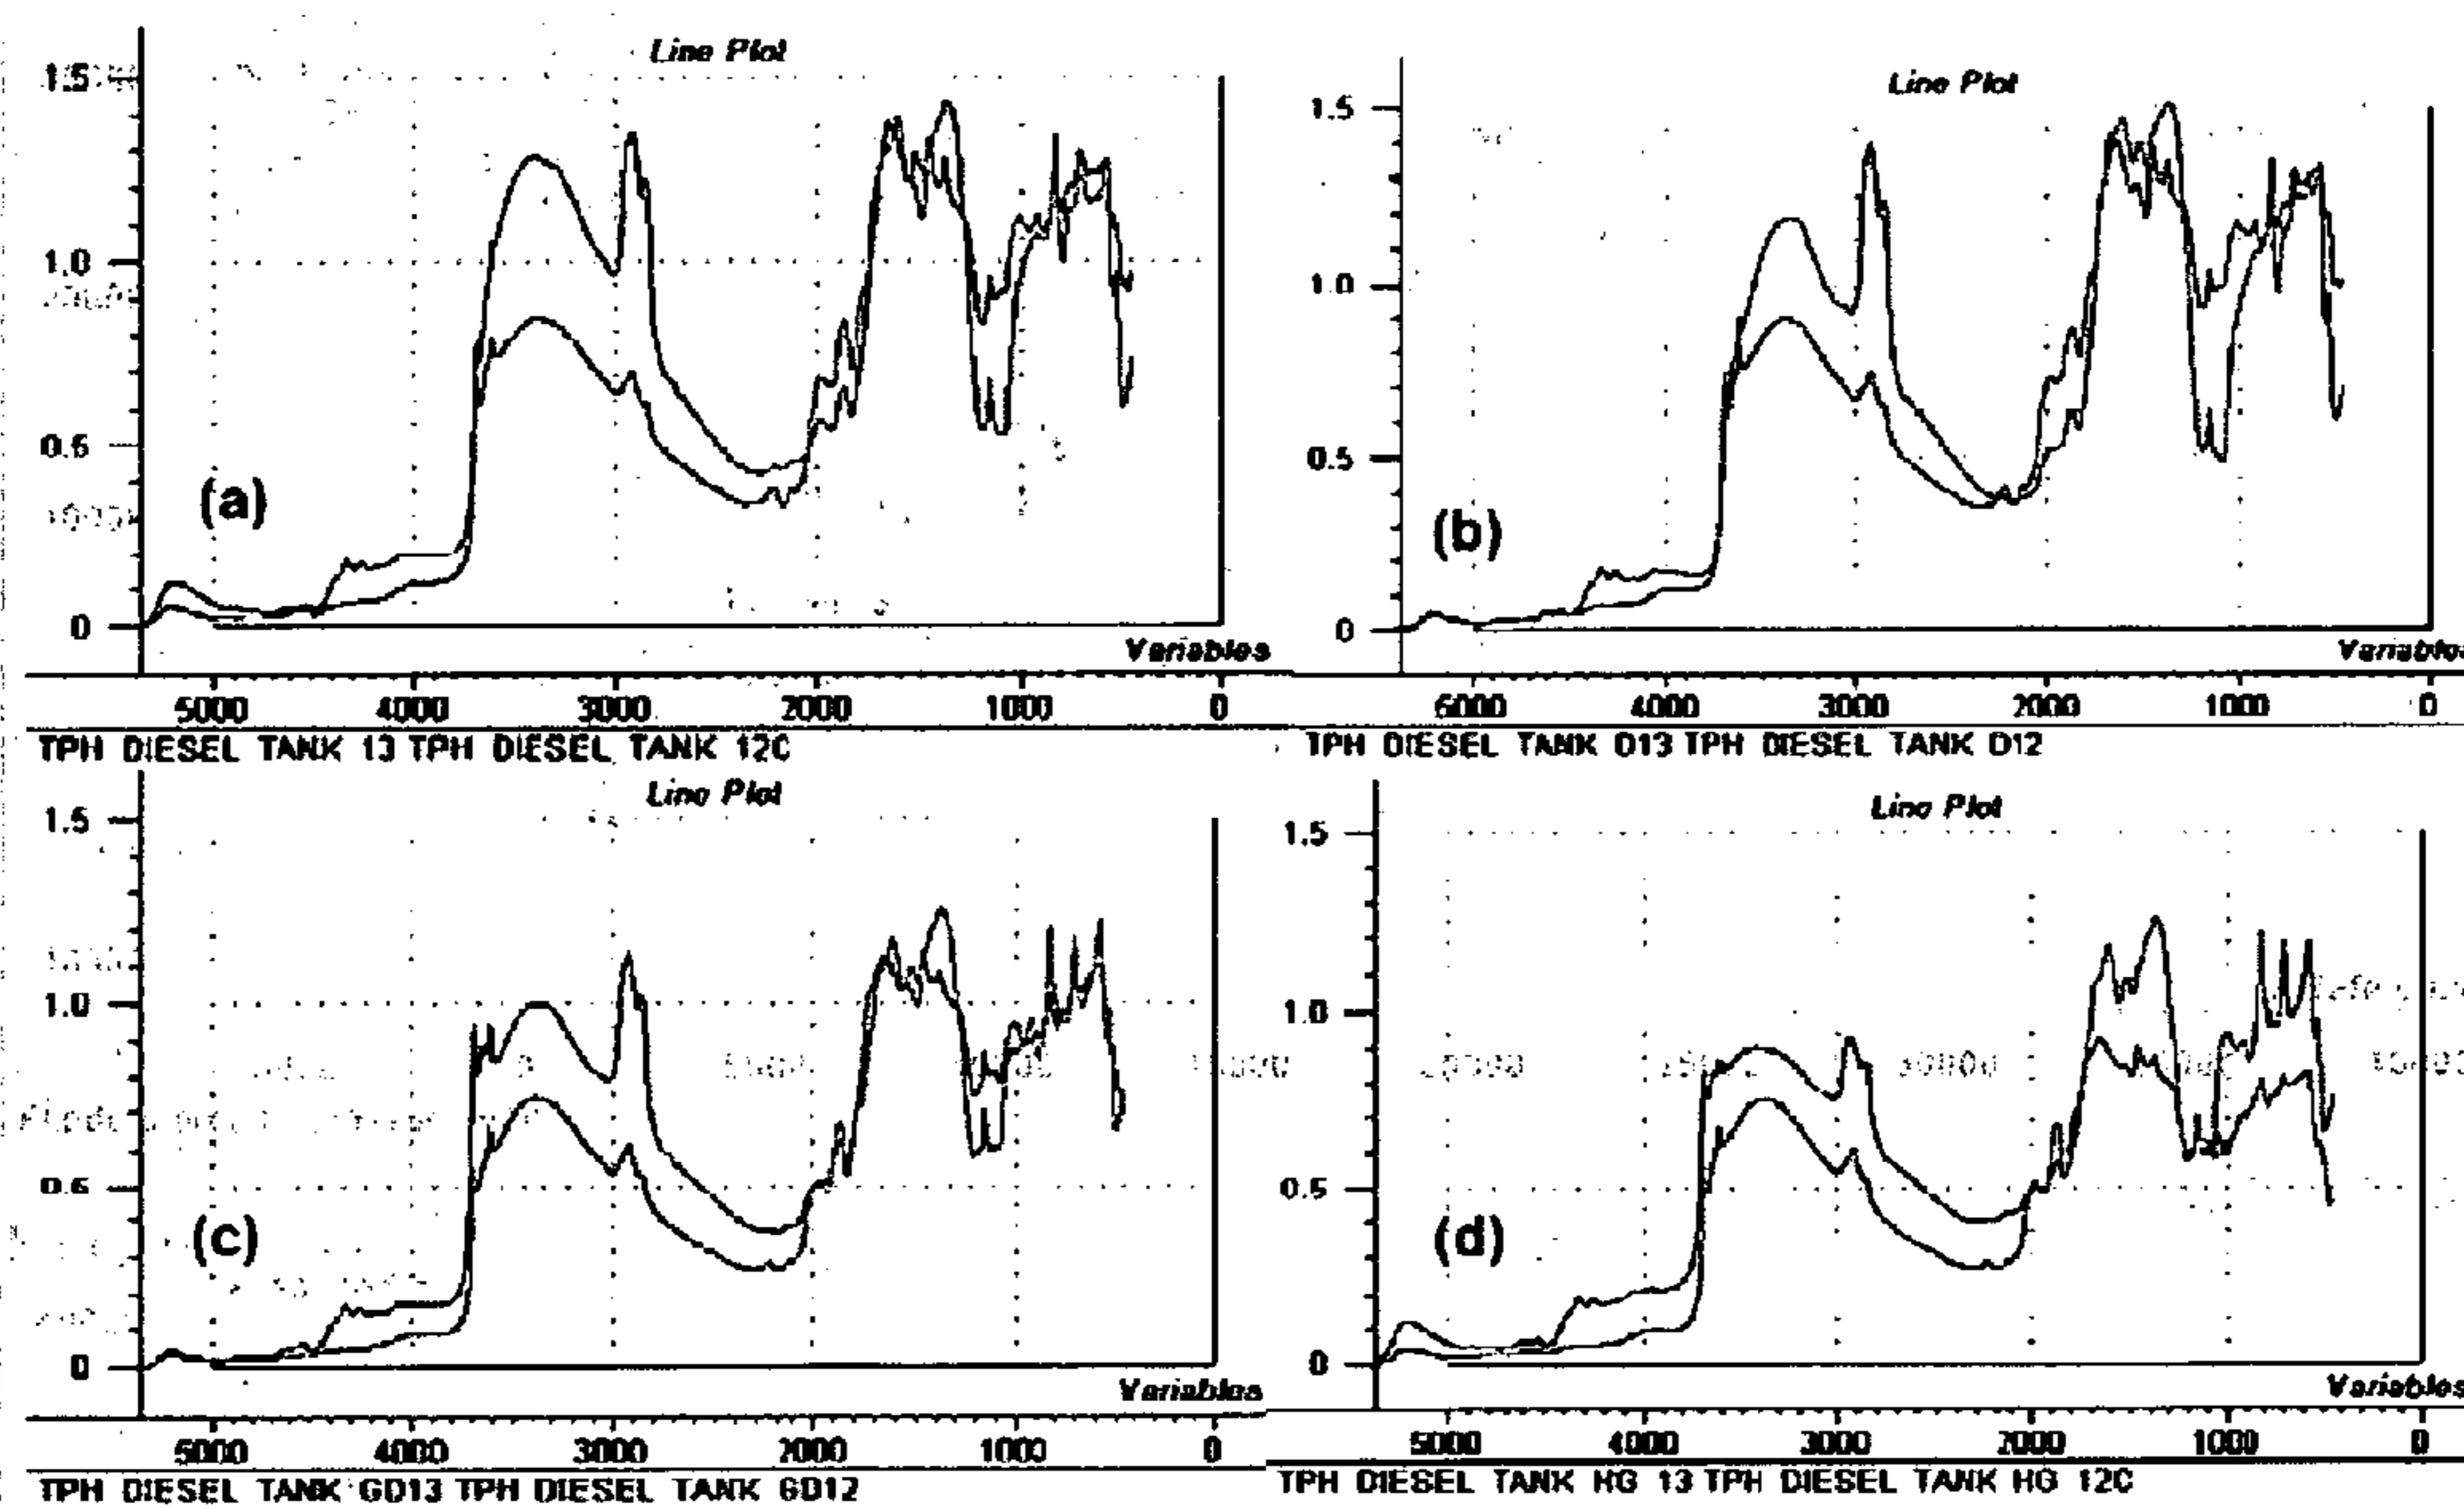 Line Plot
1.5
1.0
0.5
0
(a)
Variables
5000 4000 3000 2000 1000 0
TPH DIESEL TANK 13 TPH DIESEL TANK 12C
Line Plot
1.5
1.0
0.5
0
(b)
Variables
5000 4000 3000 2000 1000 0
TPH DIESEL TANK D13 TPH DIESEL TANK D12
Line Plot
1.5
1.0
0.5
0
(c)
Variables
5000 4000 3000 2000 1000 0
TPH DIESEL TANK GD13 TPH DIESEL TANK GD12
Line Plot
1.5
1.0
0.5
0
(d)
Variables
5000 4000 3000 2000 1000 0
TPH DIESEL TANK HG 13 TPH DIESEL TANK HG 12C